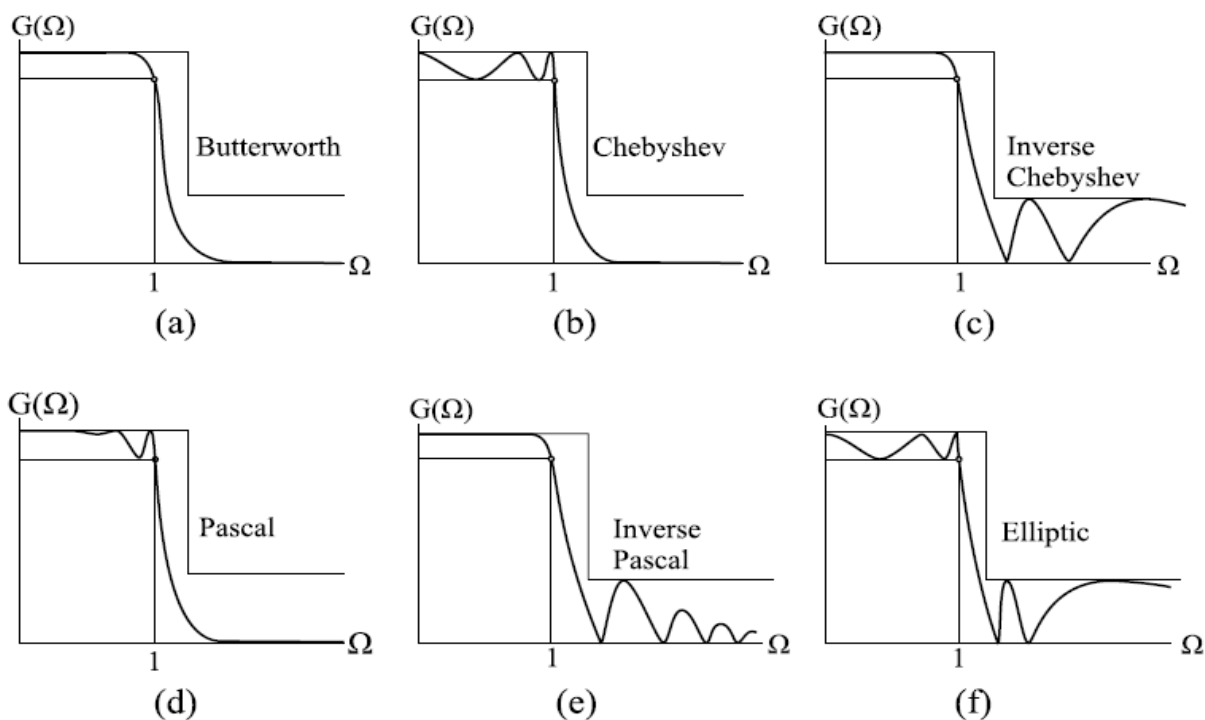 G(Ω)
Butterworth
Ω
1
(a)
G(Ω)
Chebyshev
Ω
1
(b)
G(Ω)
Inverse
Chebyshev
Ω
1
(c)
G(Ω)
Pascal
Ω
1
(d)
G(Ω)
Inverse
Pascal
Ω
1
(e)
G(Ω)
Elliptic
Ω
1
(f)